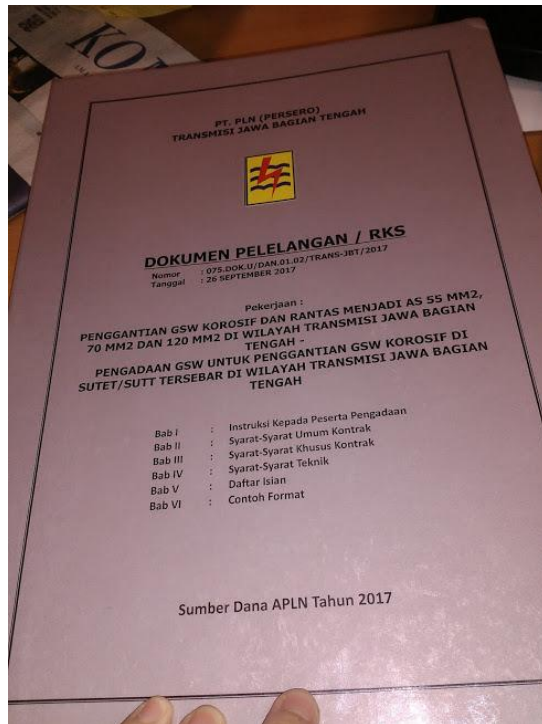 KO
PT. PLN (PERSERO)
TRANSMISI JAWA BAGIAN TENGAH
DOKUMEN PELELANGAN / RKS
Nomor : 075.DOK.U/DAN.01.02/TRANS-JBT/2017
Tanggal : 26 SEPTEMBER 2017
Pekerjaan :
PENGGANTIAN GSW KOROSIF DAN RANTAS MENJADI AS 55 MM2,
70 MM2 DAN 120 MM2 DI WILAYAH TRANSMISI JAWA BAGIAN
TENGAH -
PENGADAAN GSW UNTUK PENGGANTIAN GSW KOROSIF DI
SUTET/SUTT TERSEBAR DI WILAYAH TRANSMISI JAWA BAGIAN
TENGAH
Bab I : Instruksi Kepada Peserta Pengadaan
Bab II : Syarat-Syarat Umum Kontrak
Bab III : Syarat-Syarat Khusus Kontrak
Bab IV : Syarat-Syarat Teknik
Bab V : Daftar Isian
Bab VI : Contoh Format
Sumber Dana APLN Tahun 2017